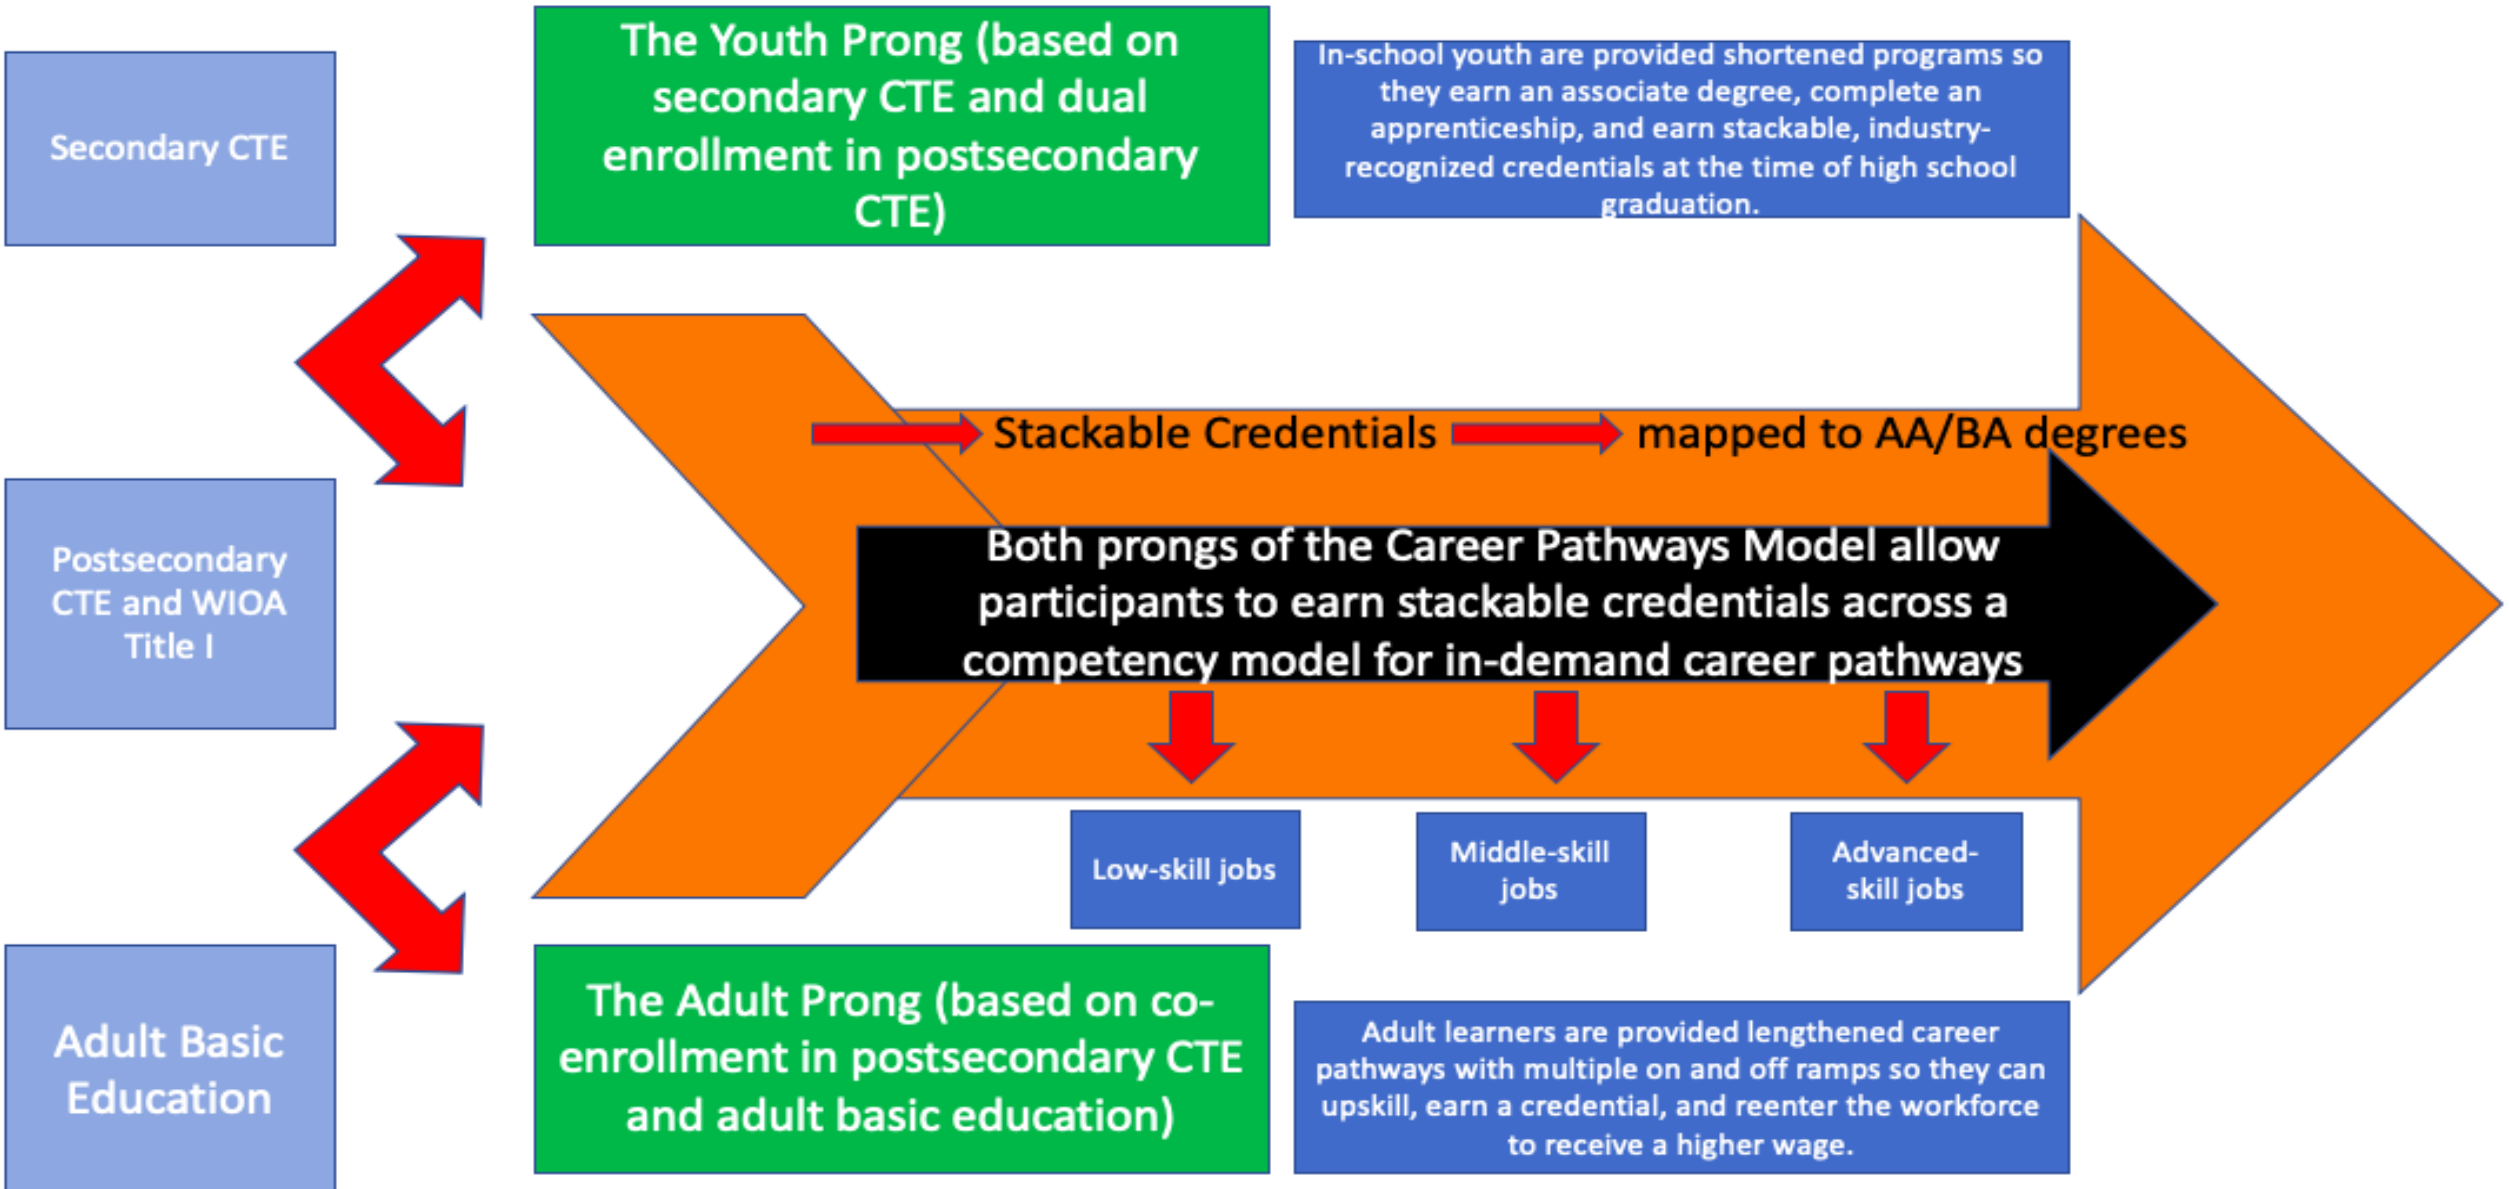 Secondary CTE
The Youth Prong (based on
secondary CTE and dual
enrollment in postsecondary
CTE)
In-school youth are provided shortened programs so
they earn an associate degree, complete an
apprenticeship, and earn stackable, industry-
recognized credentials at the time of high school
graduation.
Stackable Credentials
mapped to AA/BA degrees
Postsecondary
CTE and WIOA
Title I
Both prongs of the Career Pathways Model allow
participants to earn stackable credentials across a
competency model for in-demand career pathways
Low-skill jobs
Middle-skill
jobs
Advanced-
skill jobs
Adult Basic
Education
The Adult Prong (based on co-
enrollment in postsecondary CTE
and adult basic education)
Adult learners are provided lengthened career
pathways with multiple on and off ramps so they can
upskill, earn a credential, and reenter the workforce
to receive a higher wage.